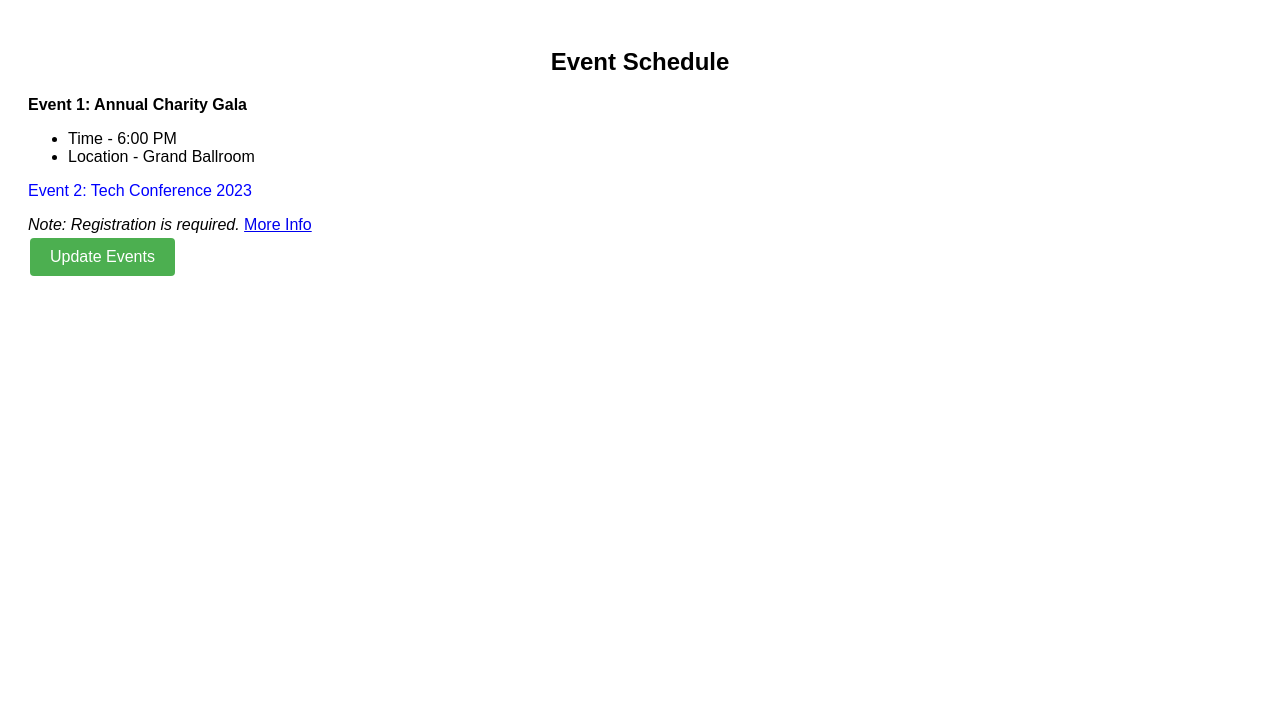 Event Schedule
Event 1: Annual Charity Gala
Time - 6:00 PM
Location - Grand Ballroom
Event 2: Tech Conference 2023
Note: Registration is required. More Info
Update Events